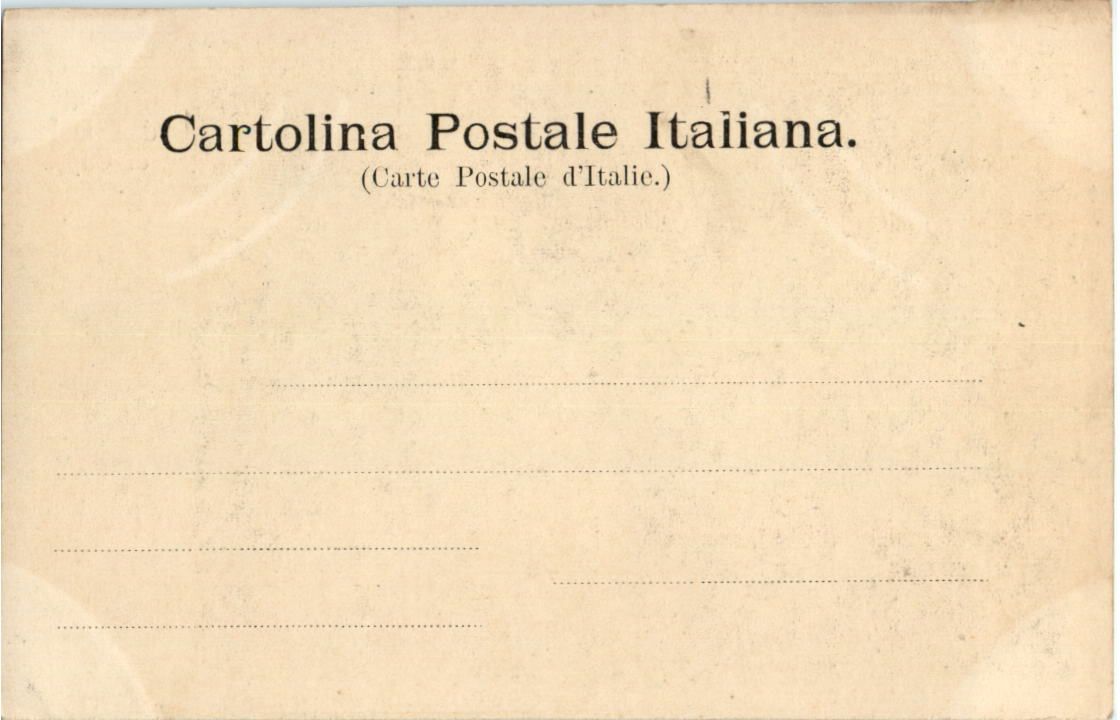 Cartolina Postale Italiana.
(Carte Postale d'Italie.)